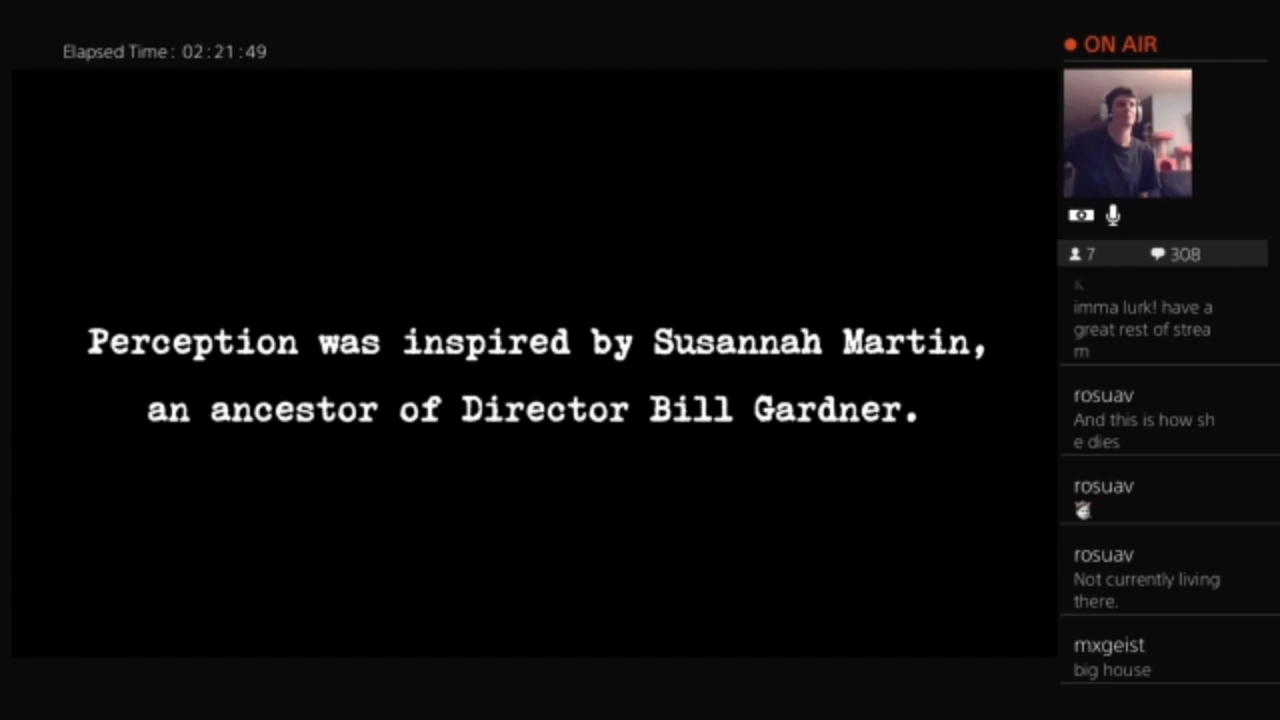 Elapsed Time: 02:21:49
ON AIR
Perception was inspired by Susannah Martin,
an ancestor of Director Bill Gardner.
7 308
K
imma lurk! have a
great rest of strea
m
rosuav
And this is how sh
e dies
rosuav
rosuav
Not currently living
there.
mxgeist
big house